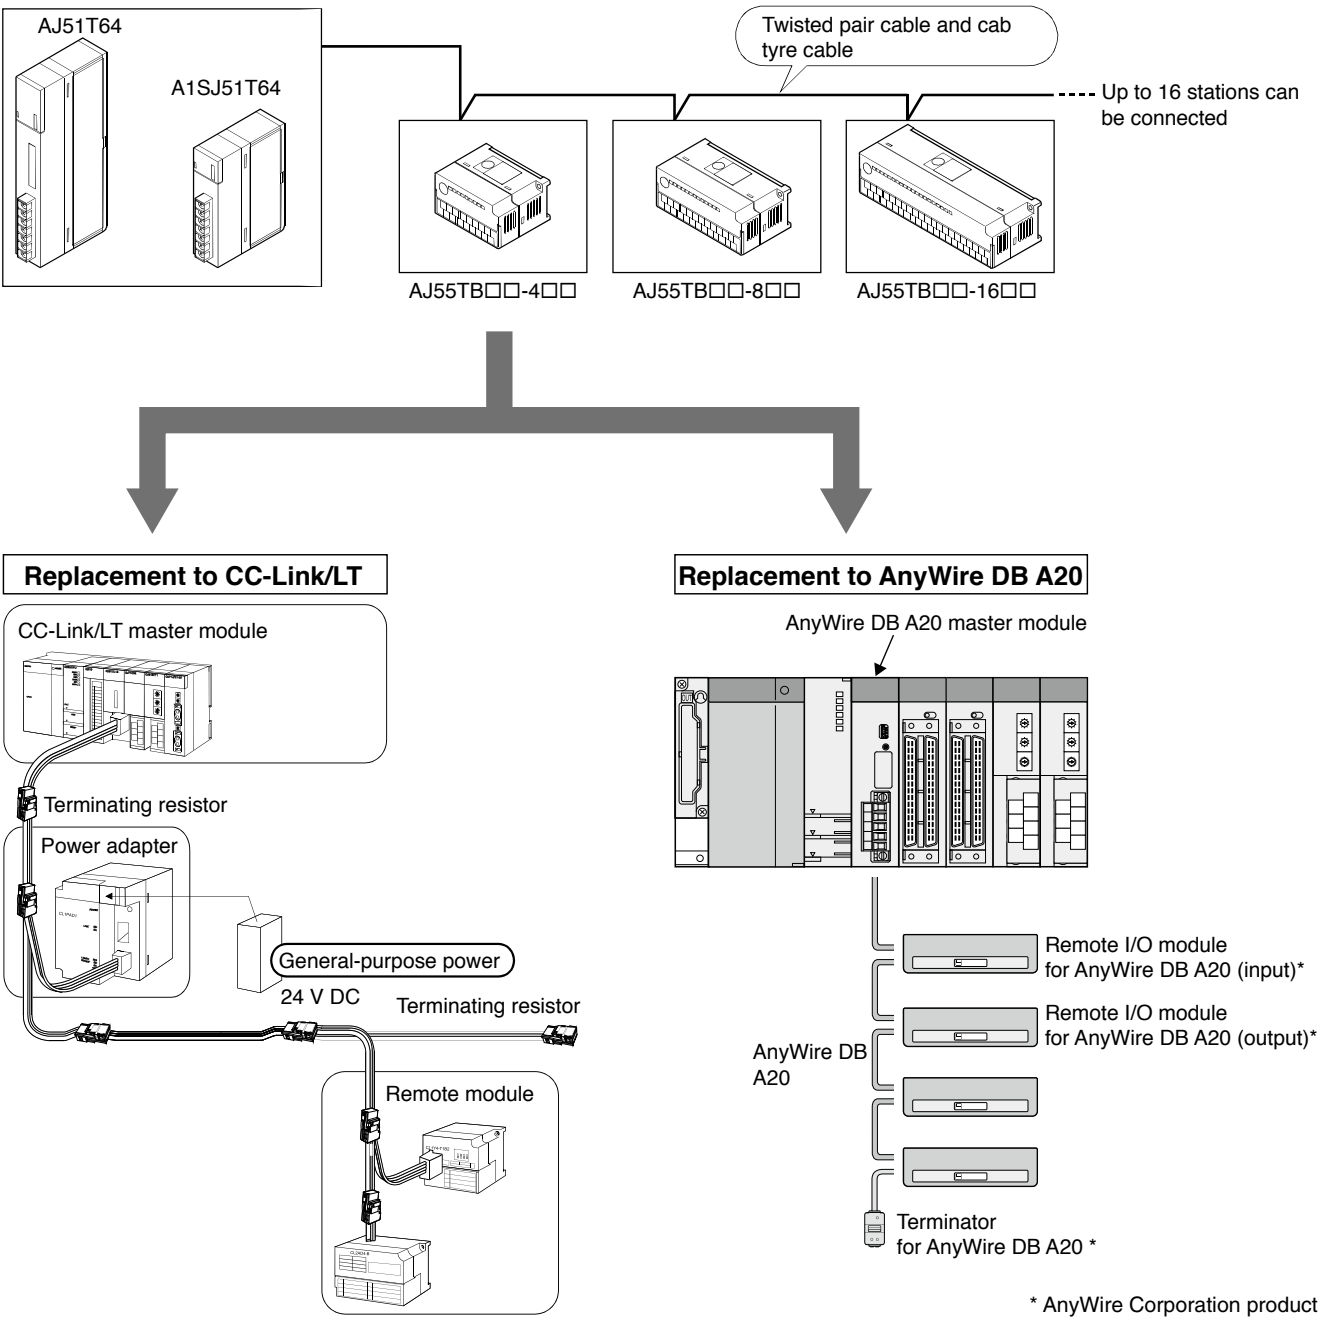 AJ51T64
A1SJ51T64
Twisted pair cable and cab
tyre cable
Up to 16 stations can
be connected
AJ55TB□□-4□□
AJ55TB□□-8□□
AJ55TB□□-16□□
Replacement to CC-Link/LT
CC-Link/LT master module
Terminating resistor
Power adapter
CL1PAD1
General-purpose power
24 V DC
Terminating resistor
Remote module
Replacement to AnyWire DB A20
AnyWire DB A20 master module
OUT
Remote I/O module
for AnyWire DB A20 (input)*
Remote I/O module
for AnyWire DB A20 (output)*
AnyWire DB
A20
Terminator
for AnyWire DB A20 *
* AnyWire Corporation product